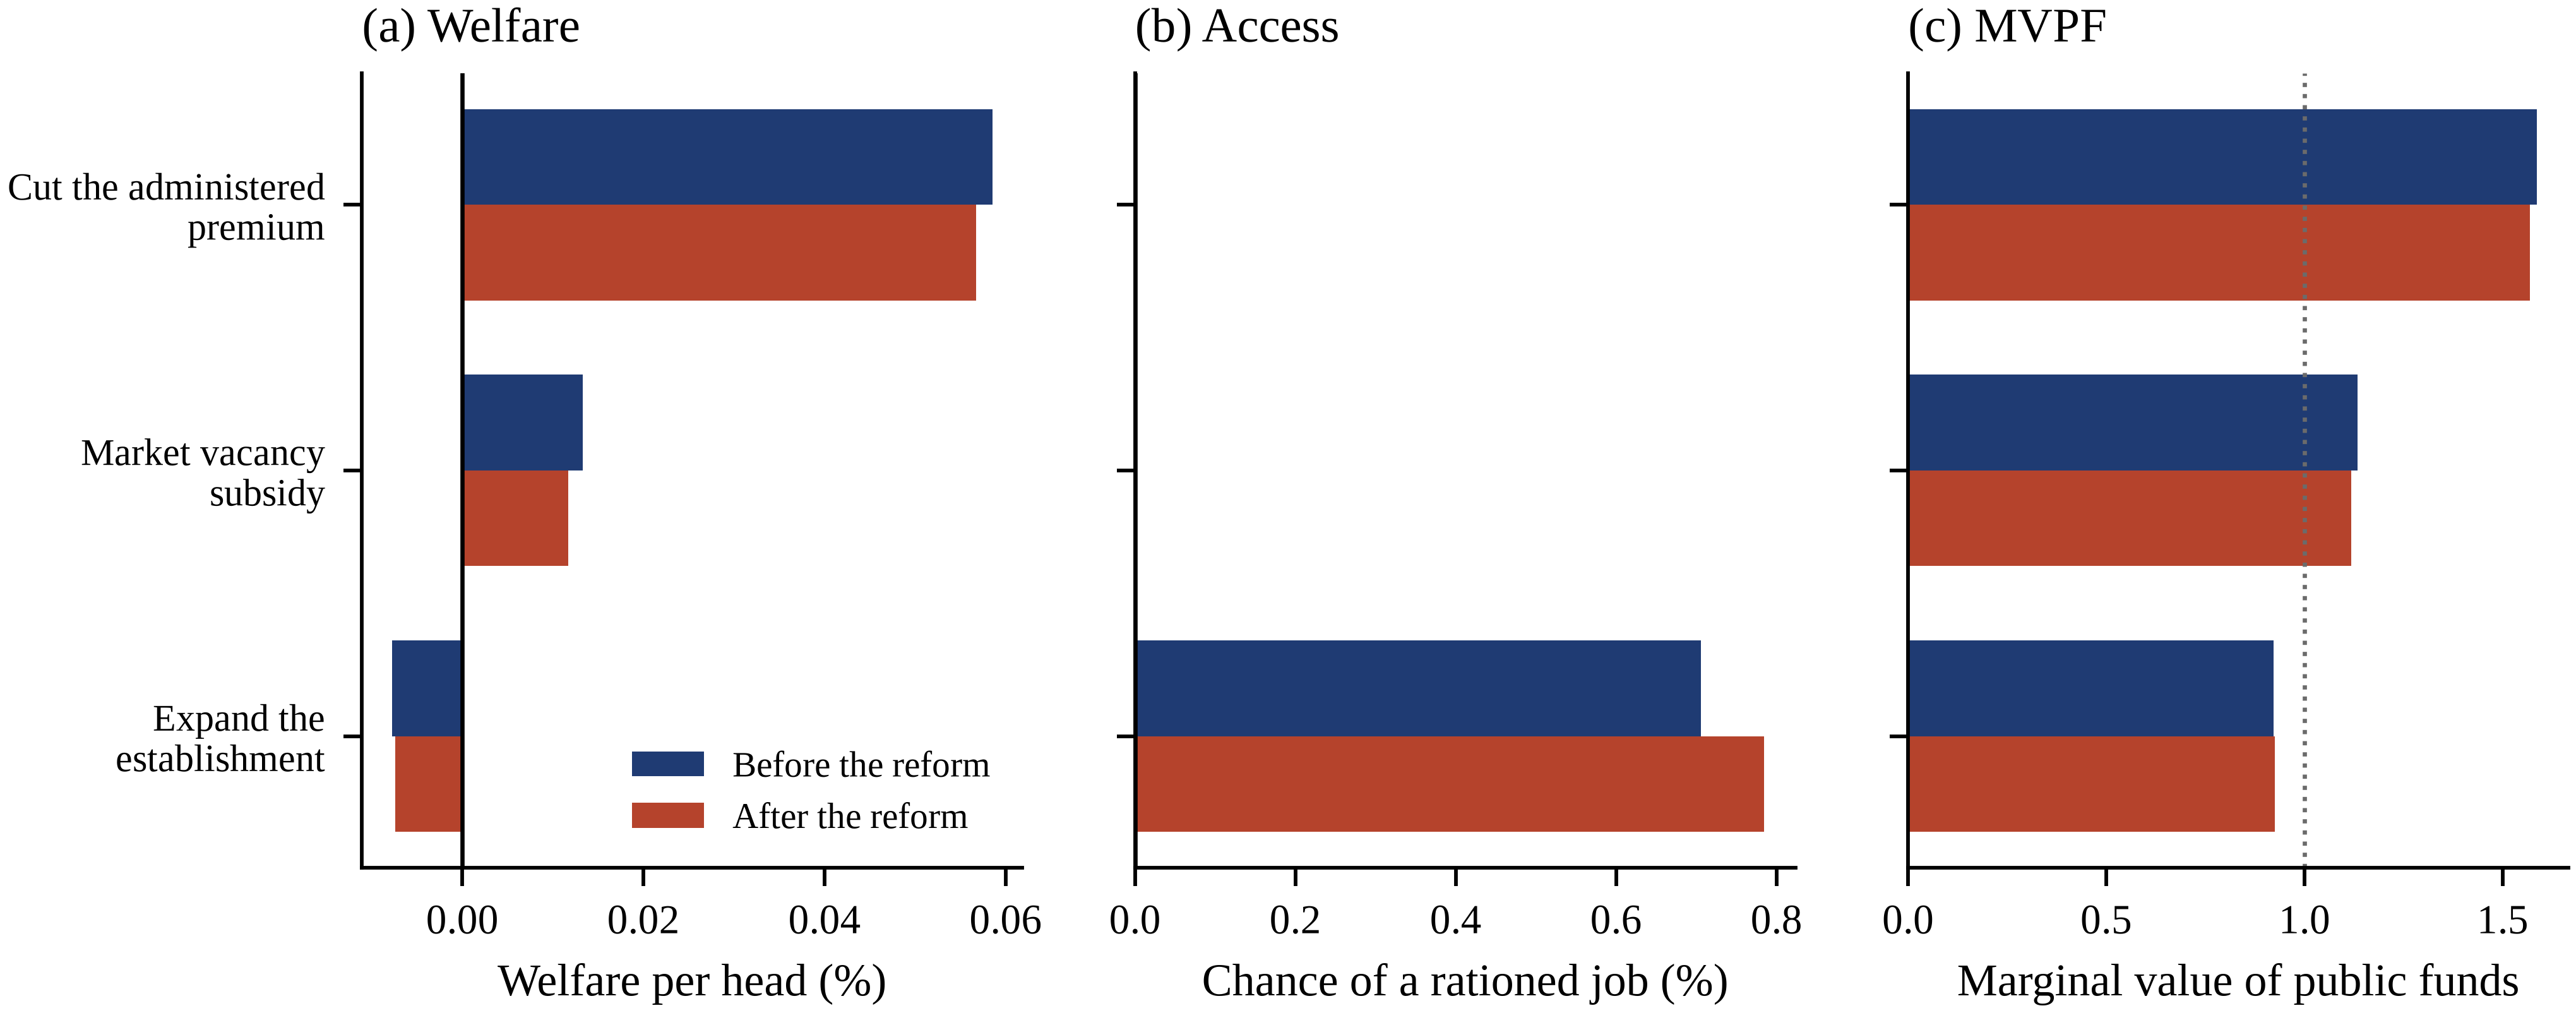 (a) Welfare
(b) Access
(c) MVPF
Cut the administered
premium
Market vacancy
subsidy
Expand the
establishment
Before the reform
After the reform
0.00 0.02 0.04 0.06
0.0 0.2 0.4 0.6 0.8
0.0 0.5 1.0 1.5
Welfare per head (%)
Chance of a rationed job (%)
Marginal value of public funds